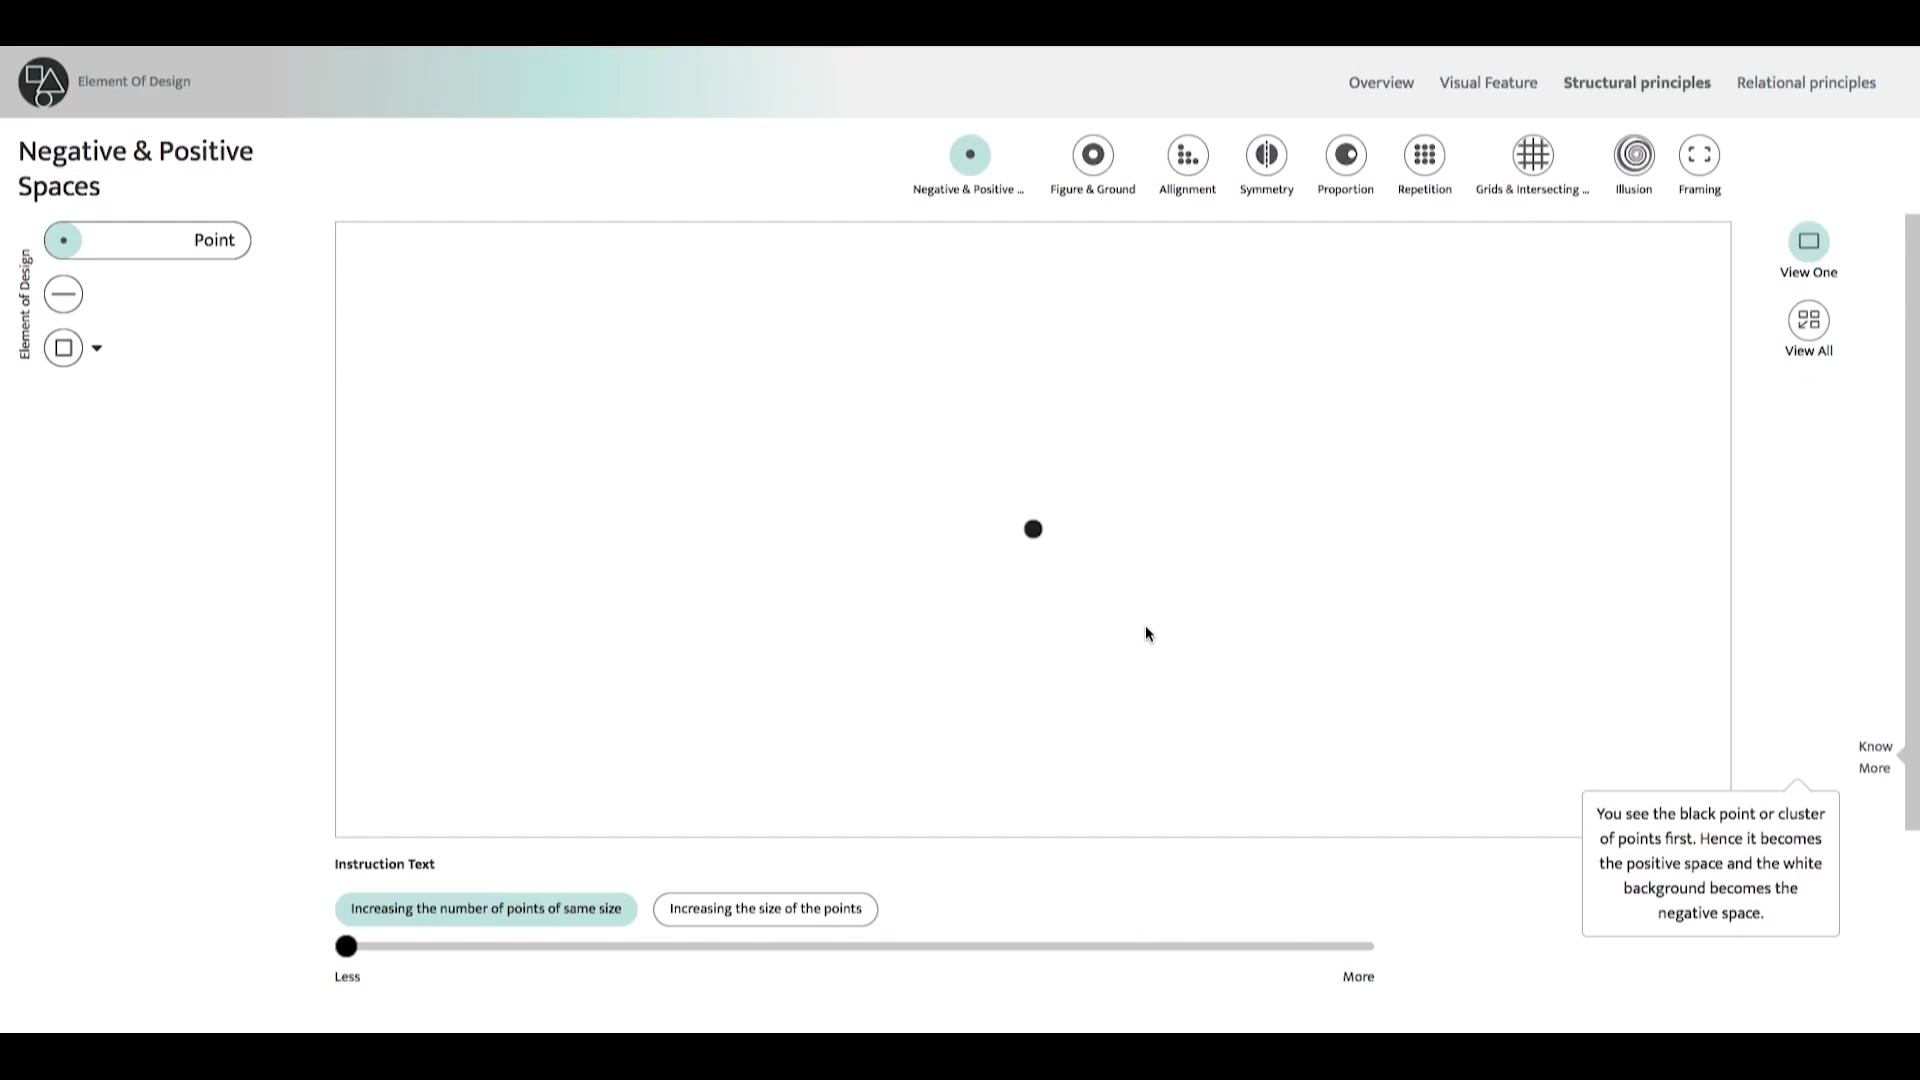 Element Of Design
Overview
Visual Feature
Structural principles
Relational principles
Negative & Positive
Spaces
Negative & Positive ...
Figure & Ground
Allignment
Symmetry
Proportion
Repetition
Grids & Intersecting ...
Illusion
Framing
Element of Design
Point
View One
View All
Know
More
You see the black point or cluster
of points first. Hence it becomes
the positive space and the white
background becomes the
negative space.
Instruction Text
Increasing the number of points of same size
Increasing the size of the points
Less
More